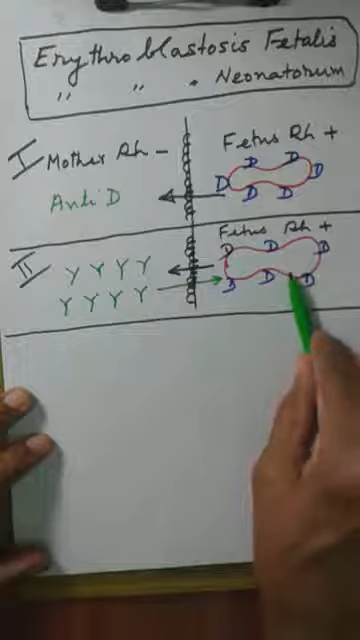 Erythroblastosis Fetalis
" " " Neonatorum
I Mother Rh - Fetus Rh +
D D D D D D
Anti D
II Fetus Rh +
Y Y Y Y D D D
Y Y Y Y D D D